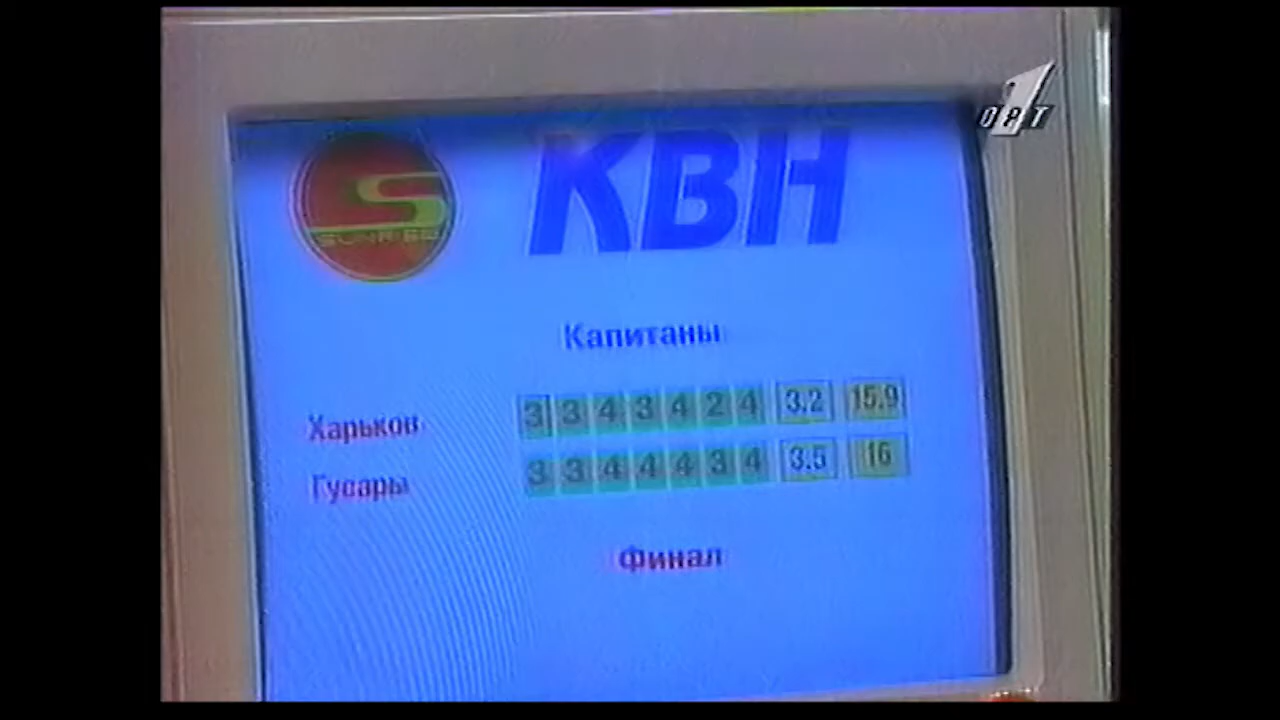 ОРТ
SUNRISE
КВН
Капитаны
Харьков 3 3 4 3 4 2 4 3.2 15.9
Гусары 3 3 4 4 4 3 4 3.5 16
Финал